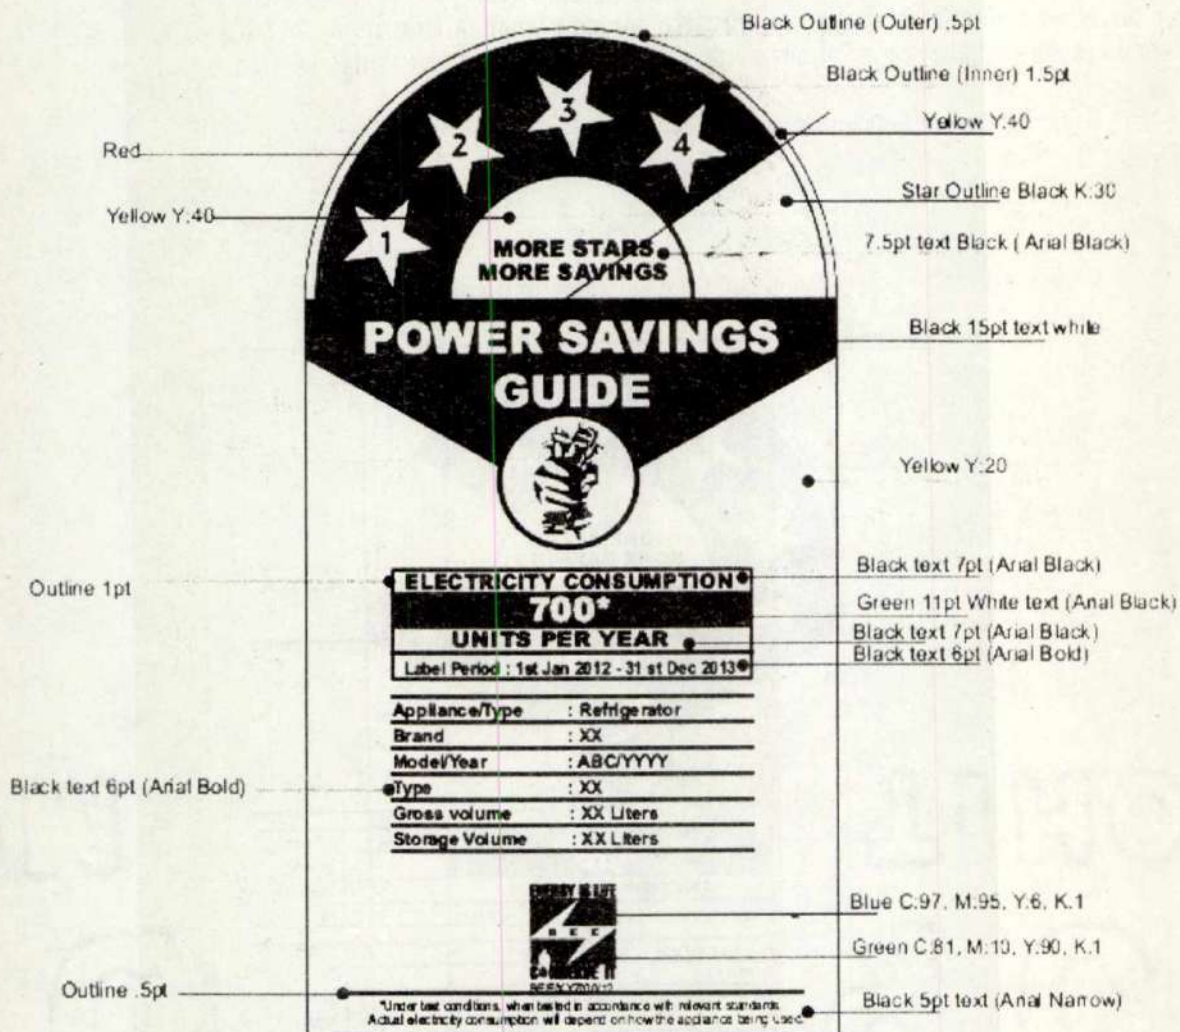 Black Outline (Outer) .5pt
Black Outline (Inner) 1.5pt
Yellow Y:40
Star Outline Black K:30
7.5pt text Black ( Arial Black)
Black 15pt text white
Yellow Y:20
Red
Yellow Y:40
1
2
3
4
MORE STARS
MORE SAVINGS
POWER SAVINGS
GUIDE
Outline 1pt
ELECTRICITY CONSUMPTION
700*
UNITS PER YEAR
Label Period : 1st Jan 2012 - 31 st Dec 2013
Black text 7pt (Arial Black)
Green 11pt White text (Arial Black)
Black text 7pt (Arial Black)
Black text 6pt (Arial Bold)
Appliance/Type : Refrigerator
Brand : XX
Model/Year : ABC/YYYY
Type : XX
Gross volume : XX Liters
Storage Volume : XX Liters
Black text 6pt (Arial Bold)
ENERGY IS LIFE
BEE
CONSERVE IT
Blue C:97, M:95, Y:6, K:1
Green C:81, M:10, Y:90, K:1
Outline .5pt
*Under test conditions, when tested in accordance with relevant standards.
Actual electricity consumption will depend on how the appliance being used.
Black 5pt text (Arial Narrow)